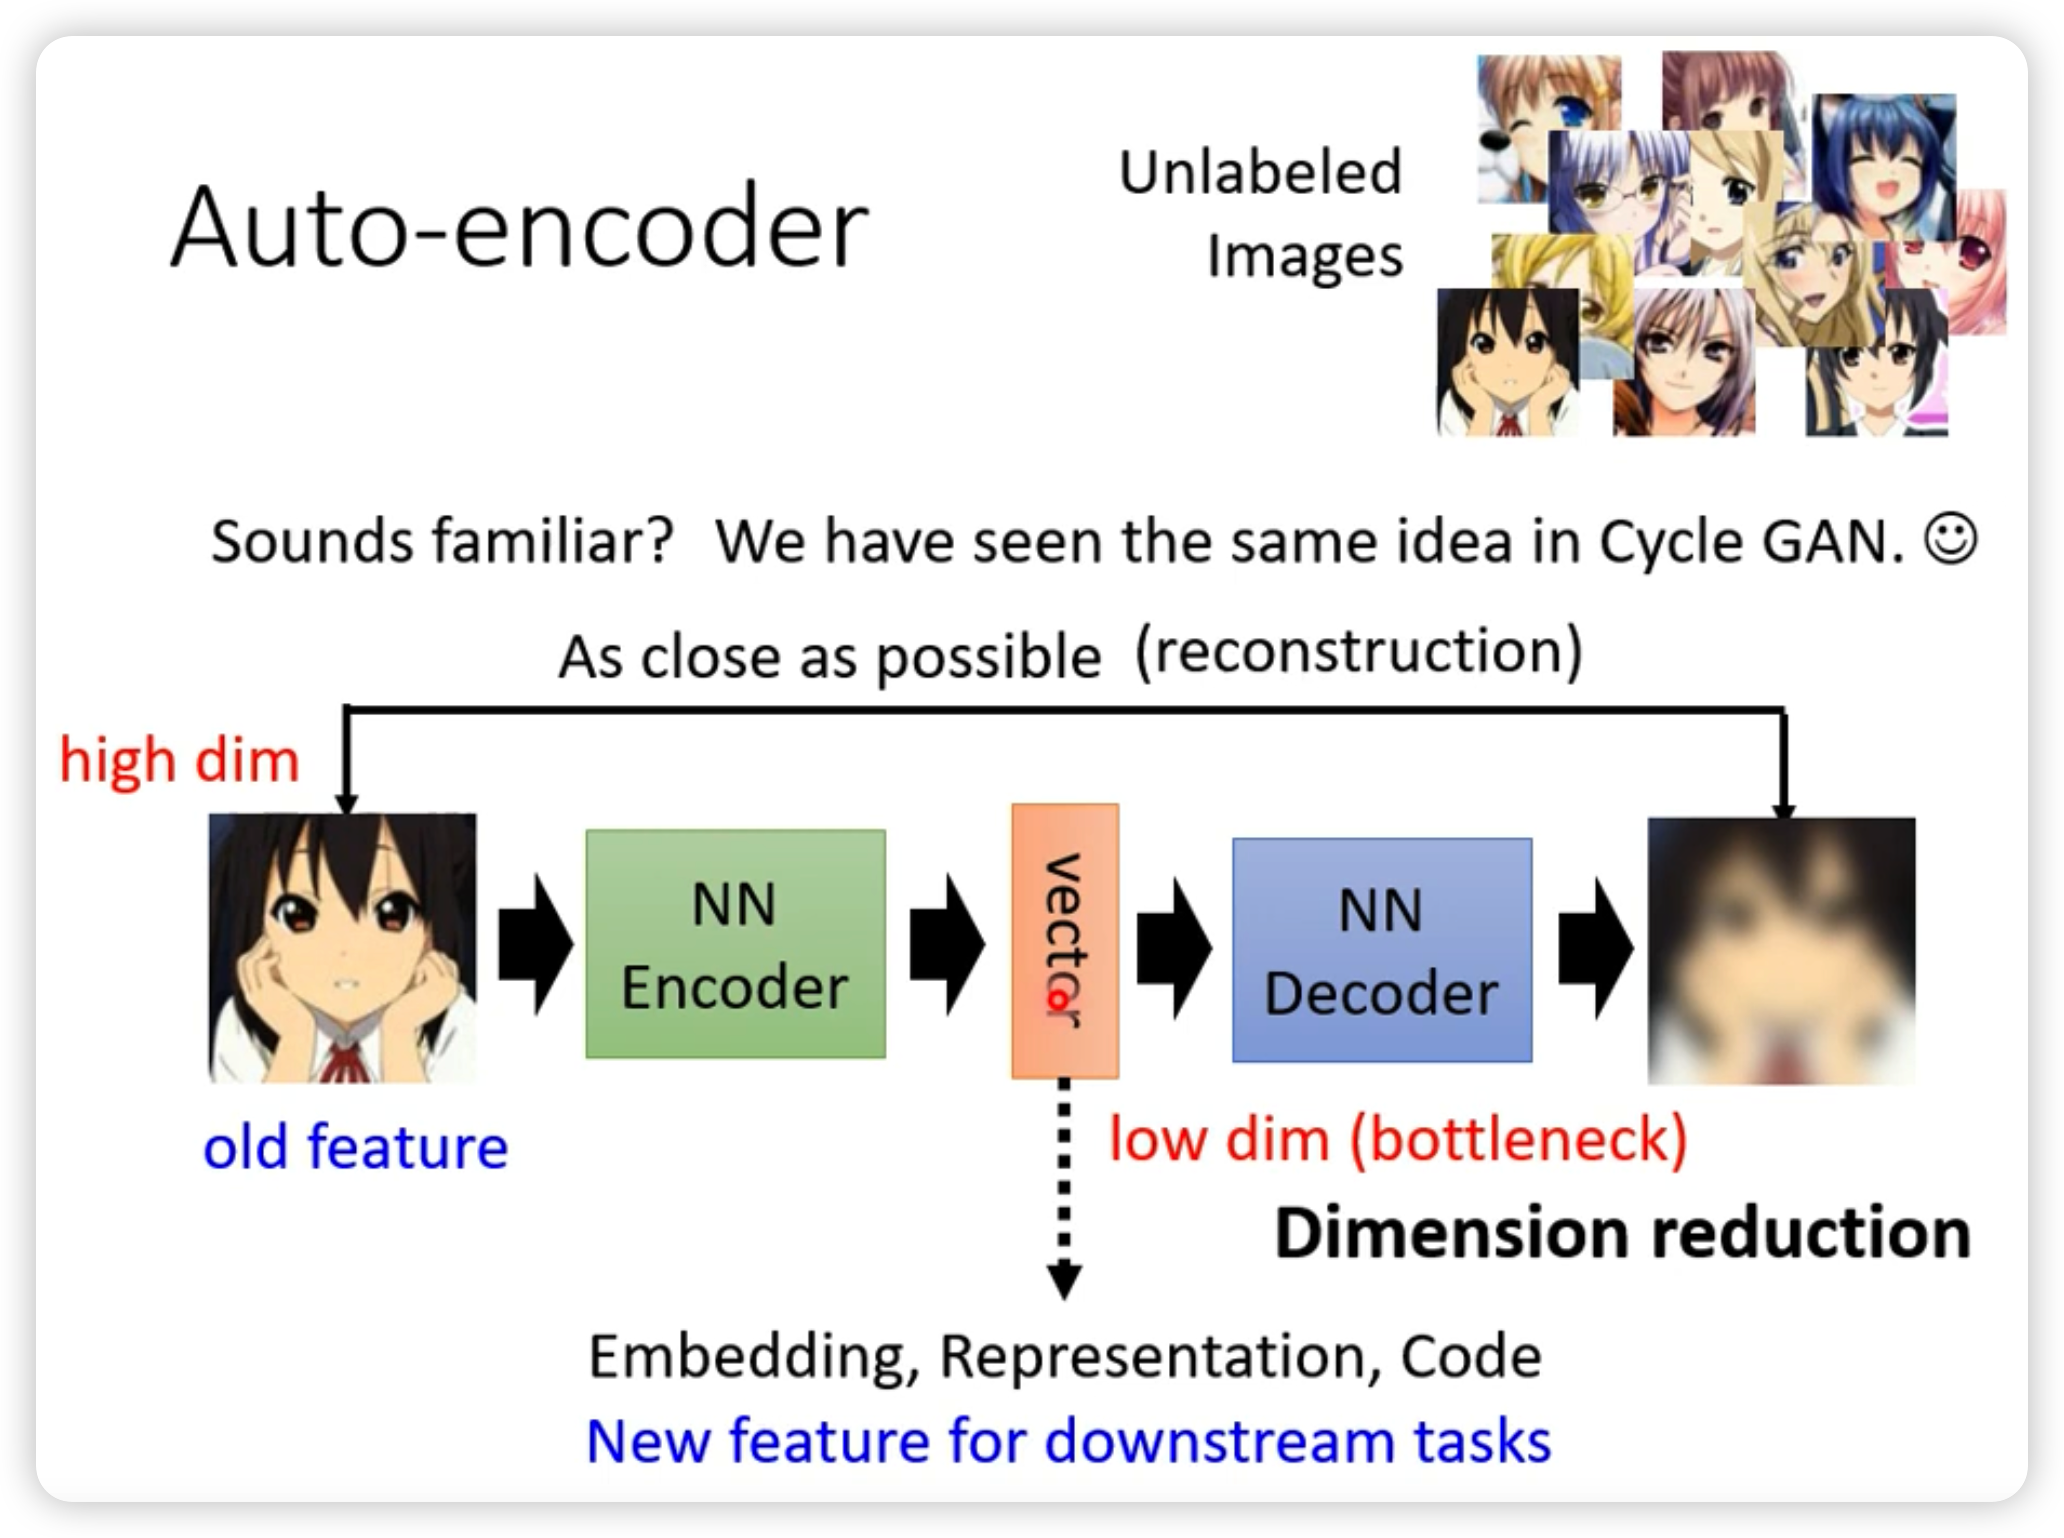 Auto-encoder
Unlabeled
Images
Sounds familiar? We have seen the same idea in Cycle GAN. ☺
As close as possible (reconstruction)
high dim
NN
Encoder
vector
NN
Decoder
old feature
low dim (bottleneck)
Dimension reduction
Embedding, Representation, Code
New feature for downstream tasks